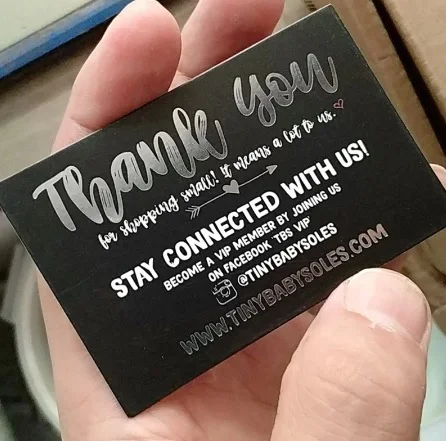 Thank you
for shopping small! It means a lot to us.
STAY CONNECTED WITH US!
BECOME A VIP MEMBER BY JOINING US
ON FACEBOOK "TBS VIP"
@TINYBABYSOLES
WWW.TINYBABYSOLES.COM